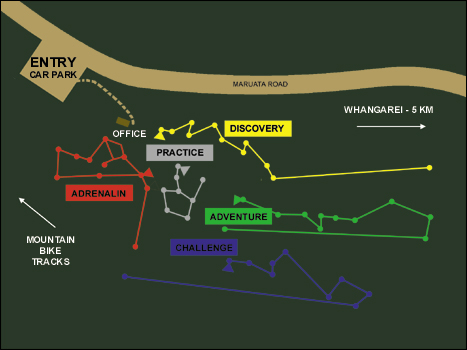 ENTRY
CAR PARK
MARUATA ROAD
WHANGAREI - 5 KM
OFFICE
DISCOVERY
PRACTICE
ADRENALIN
ADVENTURE
MOUNTAIN
BIKE
TRACKS
CHALLENGE